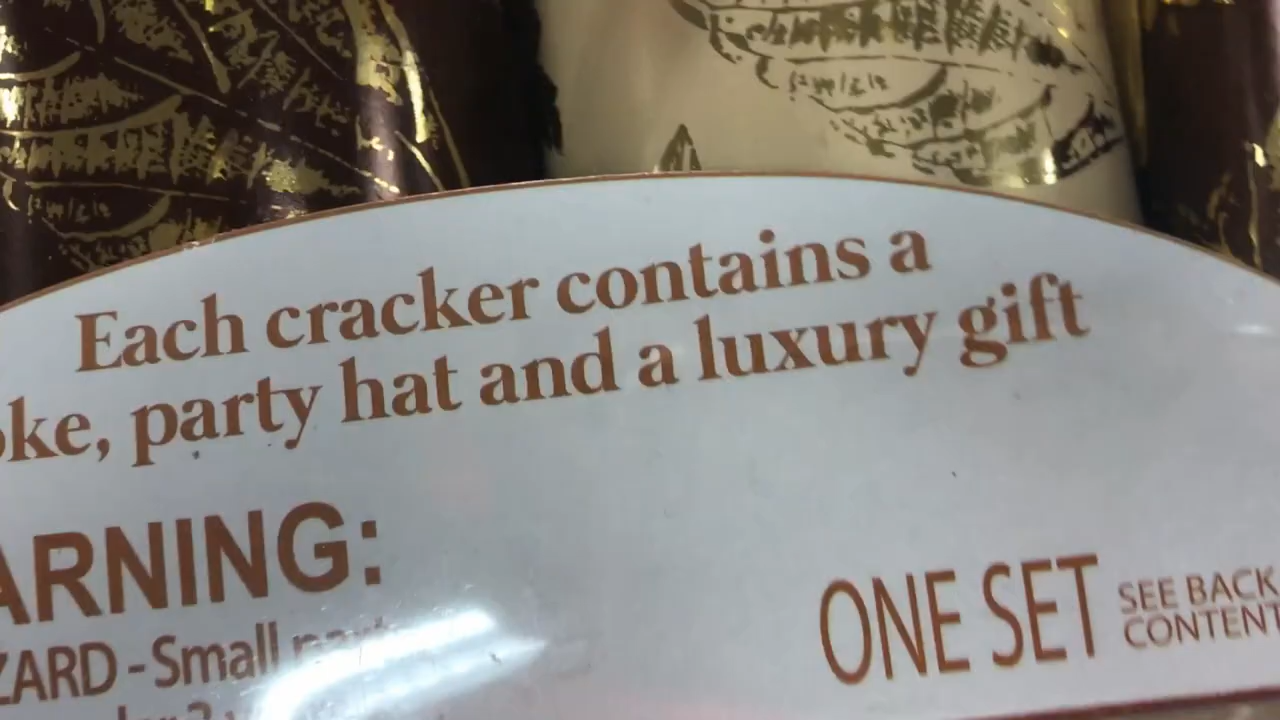 Each cracker contains a
oke, party hat and a luxury gift
ARNING:
ZARD - Small
ONE SET
SEE BACK
CONTENT